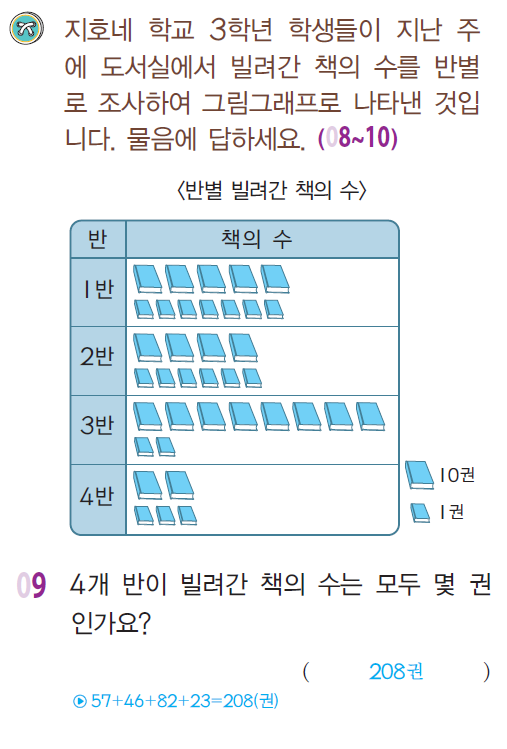 지호네 학교 3학년 학생들이 지난 주
에 도서실에서 빌려간 책의 수를 반별
로 조사하여 그림그래프로 나타낸 것입
니다. 물음에 답하세요. (08~10)
<반별 빌려간 책의 수>
반 책의 수
1반
2반
3반
4반
10권
1권
09 4개 반이 빌려간 책의 수는 모두 몇 권
인가요?
( 208권 )
57+46+82+23=208(권)